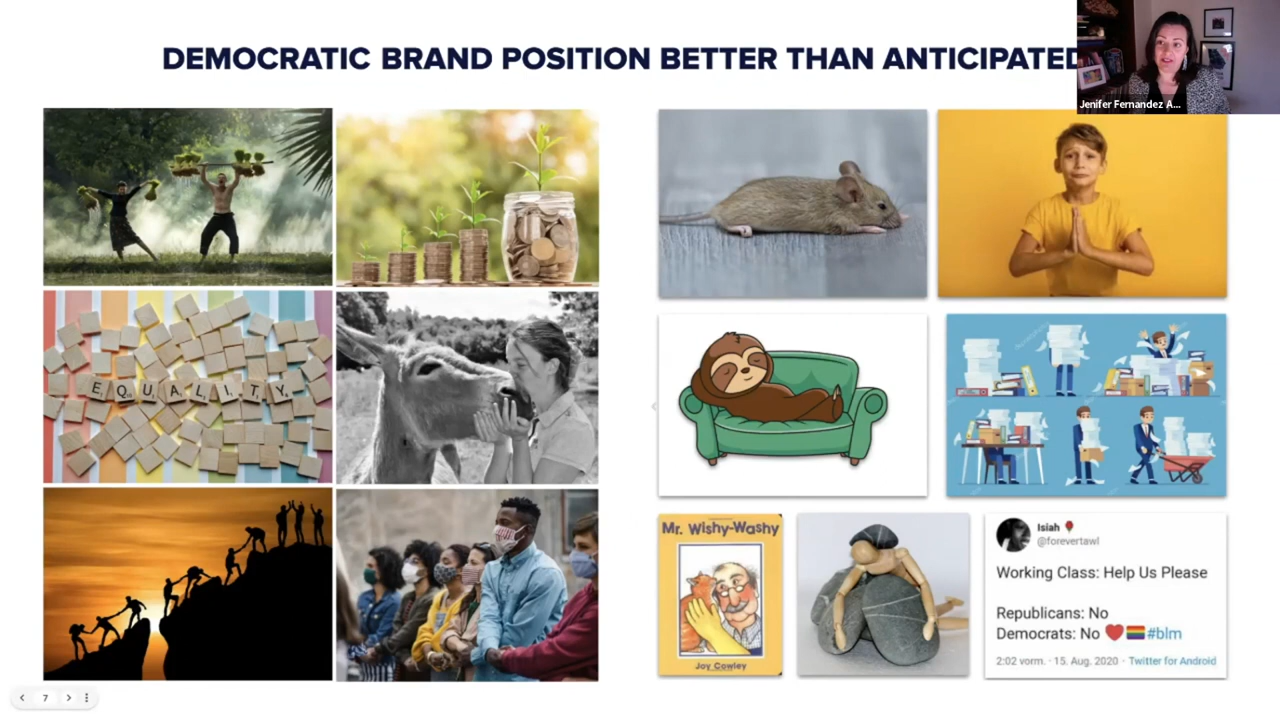 DEMOCRATIC BRAND POSITION BETTER THAN ANTICIPATED
Jenifer Fernandez A...
EQUALITY
Mr. Wishy-Washy
Joy Cowley
Isiah 🌹
@forevertawl
Working Class: Help Us Please
Republicans: No
Democrats: No ❤️🏳️‍🌈#blm
2:02 vorm. · 15. Aug. 2020 · Twitter for Android
7